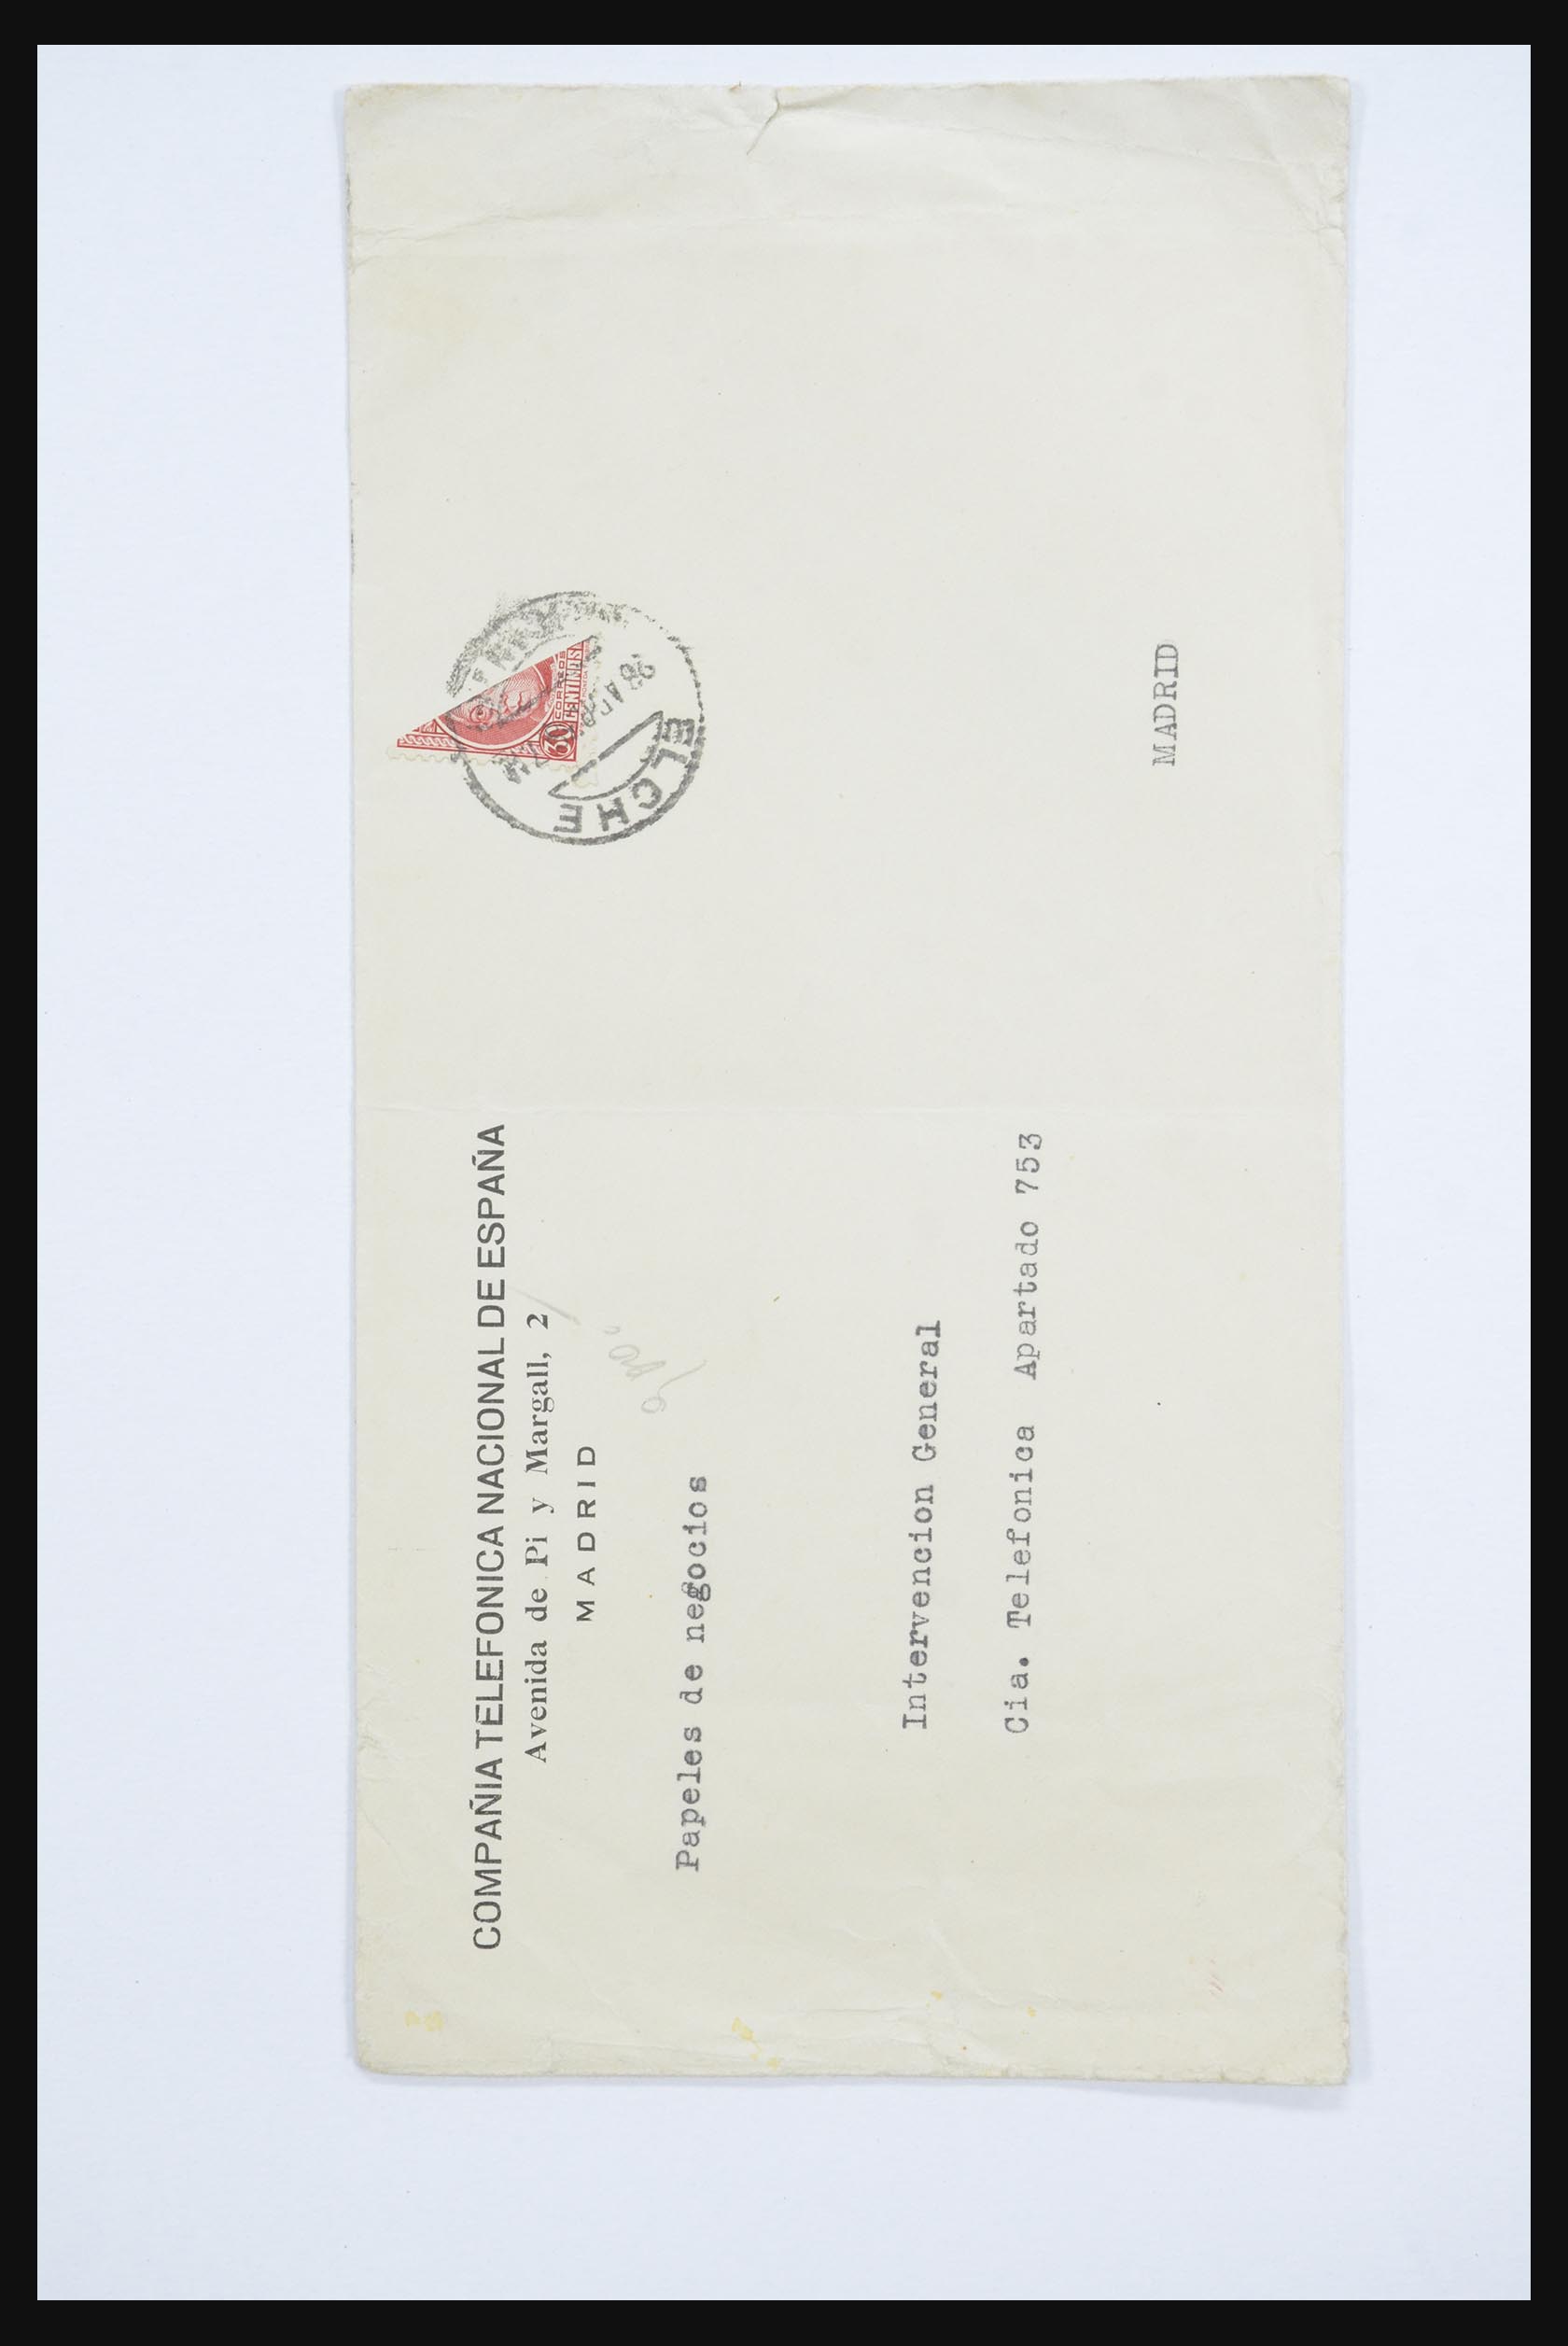 COMPAÑIA TELEFONICA NACIONAL DE ESPAÑA
Avenida de Pi y Margall, 2
MADRID
Papeles de negocios
30
CORREOS
CENTIMOS
ELCHE
Intervencion General
Cia. Telefonica Apartado 753
MADRID